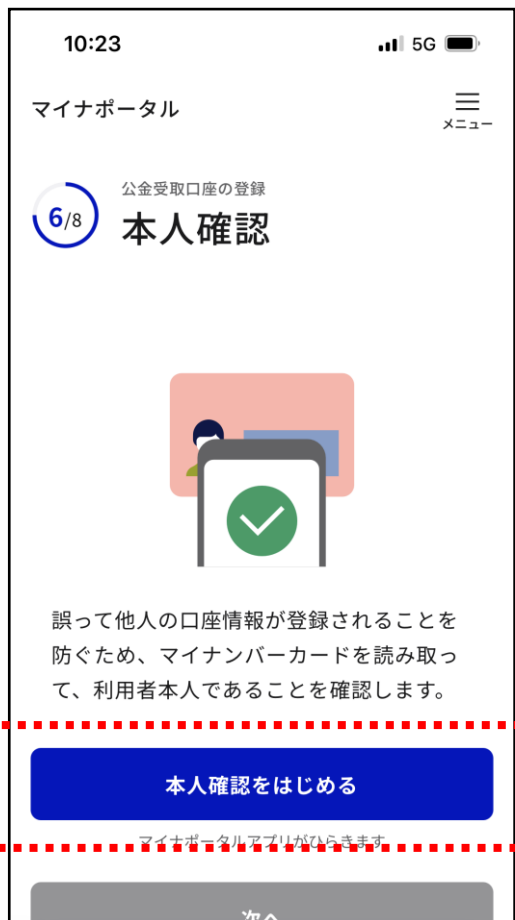 10:23
5G
マイナポータル
メニュー
6/8
公金受取口座の登録
本人確認
誤って他人の口座情報が登録されることを
防ぐため、マイナンバーカードを読み取っ
て、利用者本人であることを確認します。
本人確認をはじめる
マイナポータルアプリがひらきます
次へ